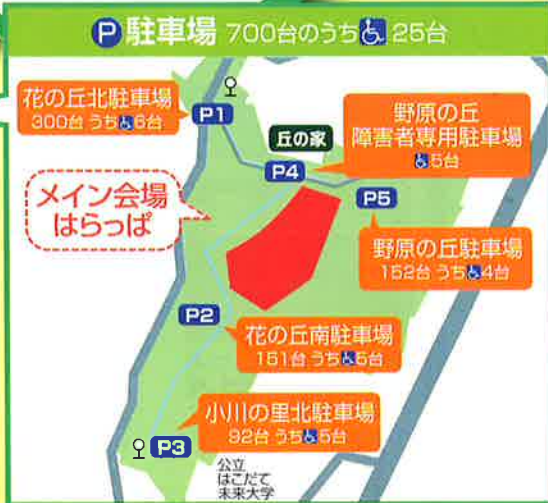 P 駐車場 700台のうち♿25台
花の丘北駐車場
300台 うち♿6台
P1
丘の家
野原の丘
障害者専用駐車場
♿5台
P4
メイン会場
はらっぱ
P5
野原の丘駐車場
152台 うち♿4台
P2
花の丘南駐車場
151台 うち♿5台
小川の里北駐車場
92台 うち♿5台
P3
公立
はこだて
未来大学